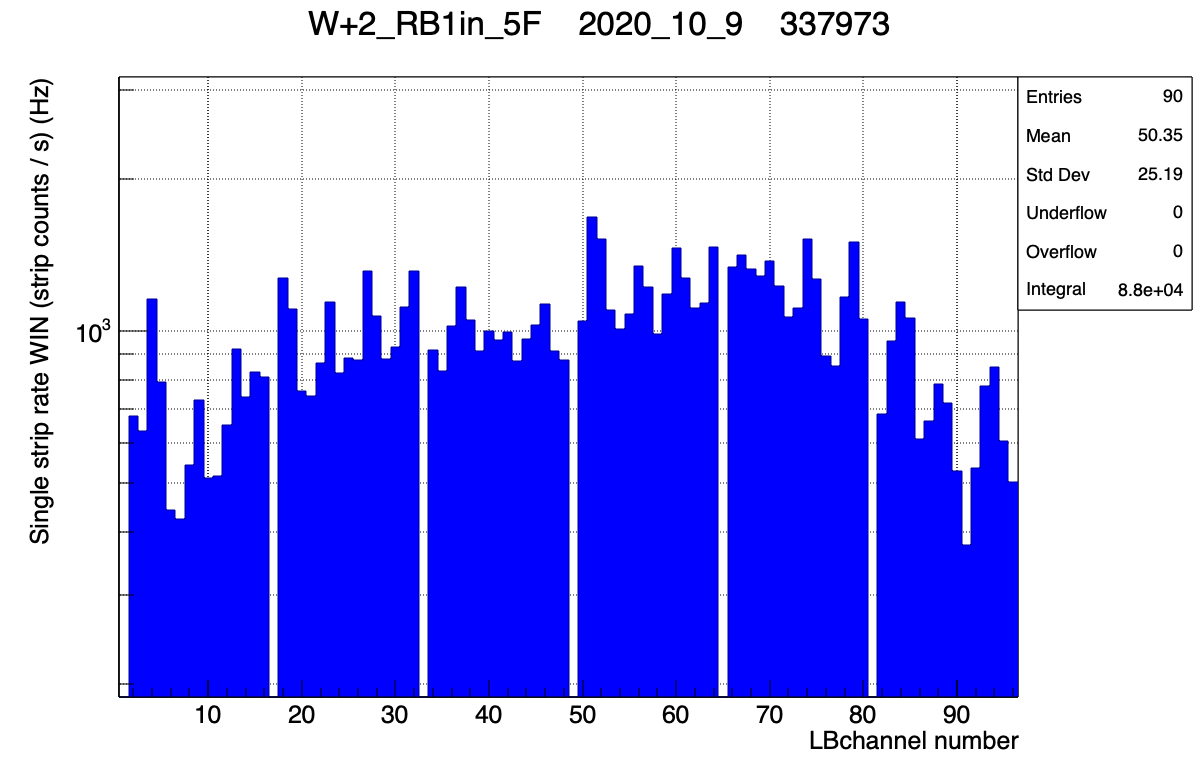 W+2_RB1in_5F 2020_10_9 337973
Entries 90
Mean 50.35
Std Dev 25.19
Underflow 0
Overflow 0
Integral 8.8e+04
Single strip rate WIN (strip counts / s) (Hz)
10³
10 20 30 40 50 60 70 80 90
LBchannel number